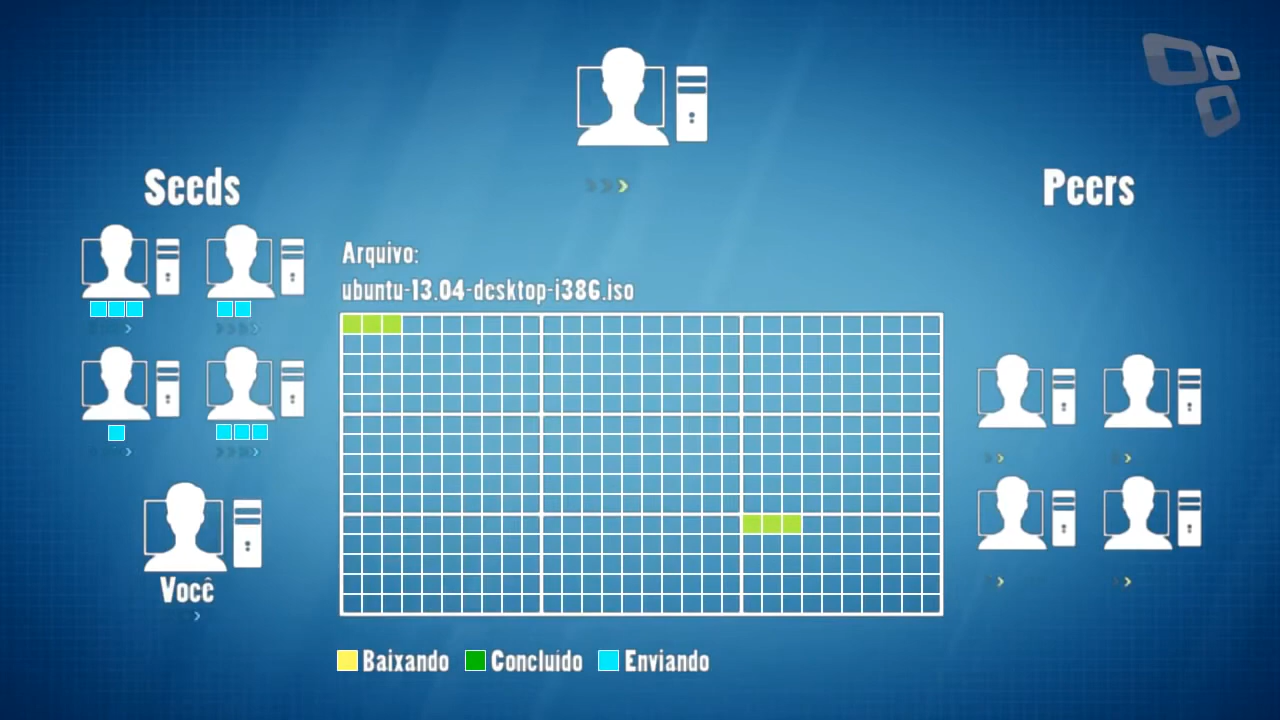 Seeds
Peers
Arquivo:
ubuntu-13.04-desktop-i386.iso
Você
Baixando Concluído Enviando